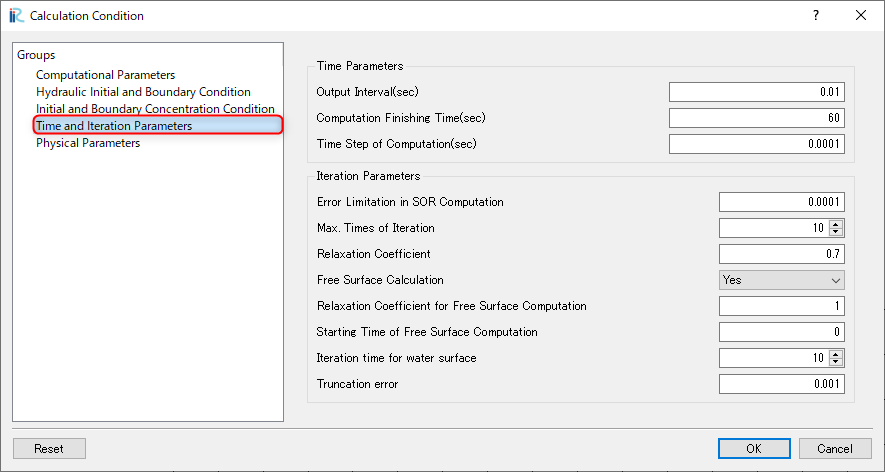 Calculation Condition
?
Groups
Computational Parameters
Hydraulic Initial and Boundary Condition
Initial and Boundary Concentration Condition
Time and Iteration Parameters
Physical Parameters
Time Parameters
Output Interval(sec) 0.01
Computation Finishing Time(sec) 60
Time Step of Computation(sec) 0.0001
Iteration Parameters
Error Limitation in SOR Computation 0.0001
Max. Times of Iteration 10
Relaxation Coefficient 0.7
Free Surface Calculation Yes
Relaxation Coefficient for Free Surface Computation 1
Starting Time of Free Surface Computation 0
Iteration time for water surface 10
Truncation error 0.001
Reset OK Cancel